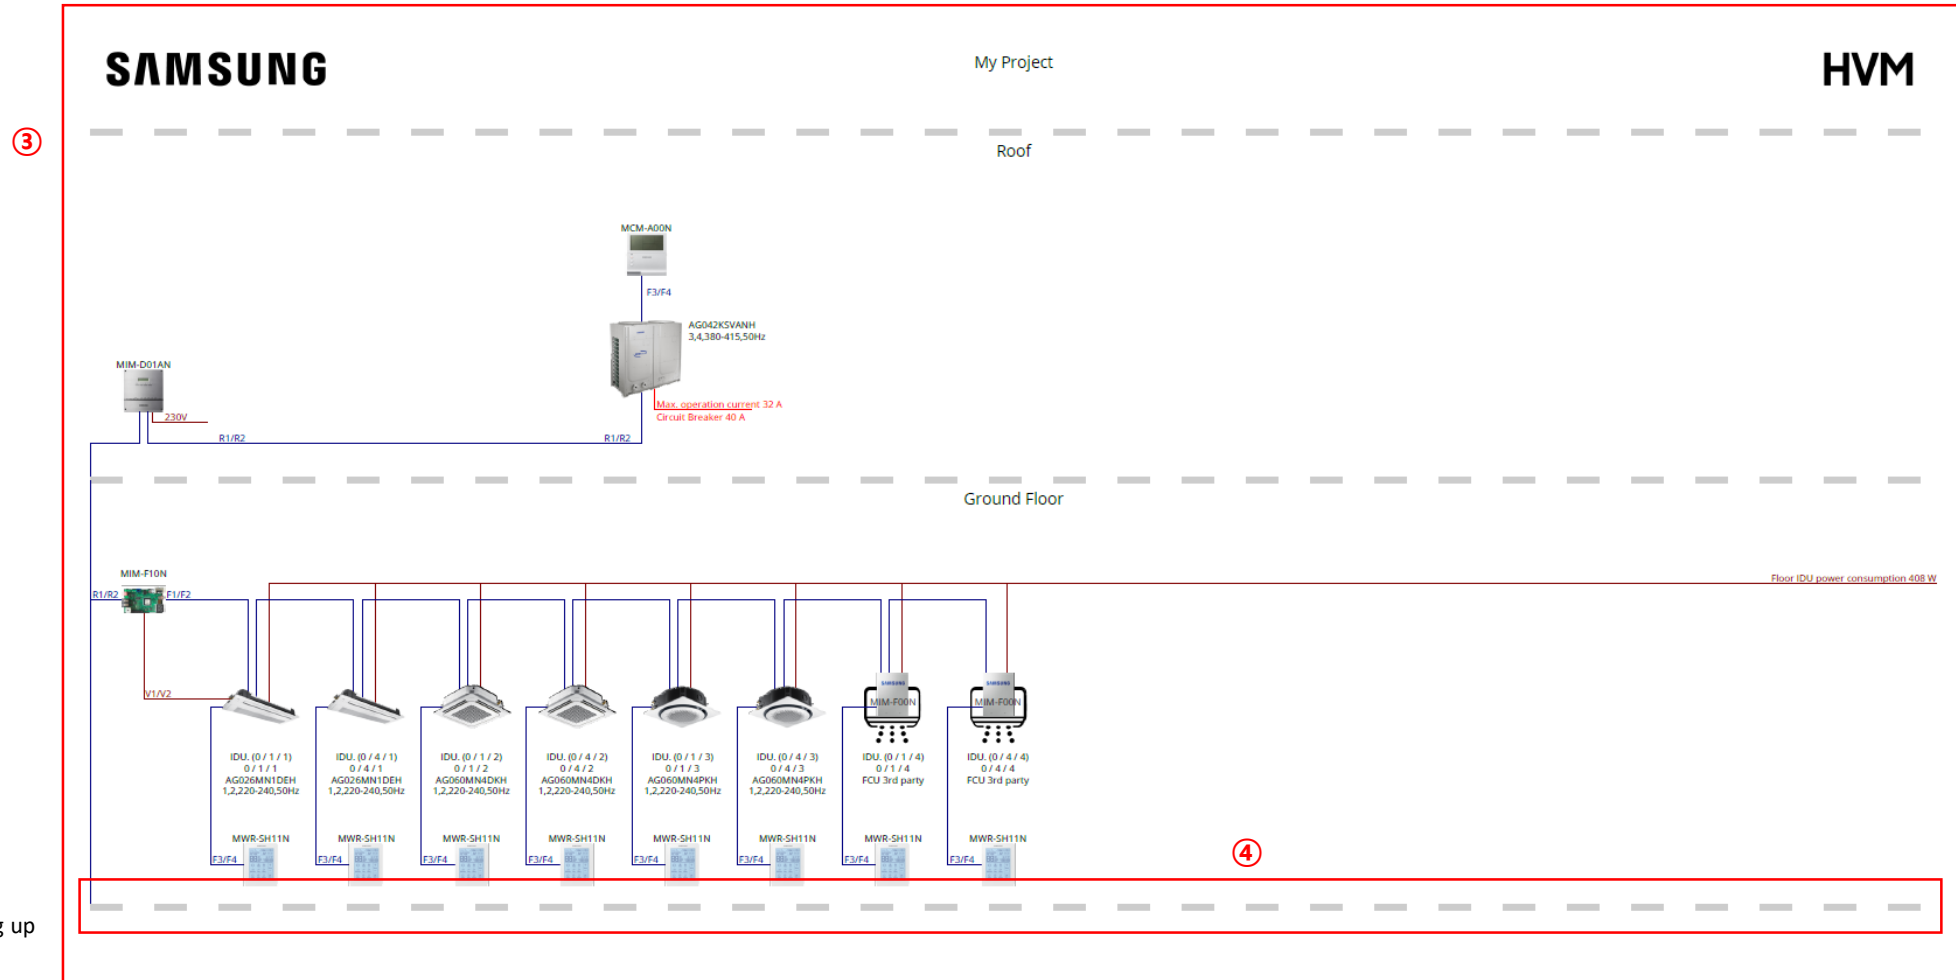 SAMSUNG
My Project
HVM
③
Roof
MCM-A00N
F3/F4
AG042KSVANH
3,4,380-415,50Hz
MIM-D01AN
230V
Max. operation current 32 A
Circuit Breaker 40 A
R1/R2
R1/R2
Ground Floor
MIM-F10N
Floor IDU power consumption 408 W
R1/R2
F1/F2
V1/V2
SAMSUNG
SAMSUNG
MIM-F00N
MIM-F00N
IDU. (0 / 1 / 1)
0 / 1 / 1
AG026MN1DEH
1,2,220-240,50Hz
IDU. (0 / 4 / 1)
0 / 4 / 1
AG026MN1DEH
1,2,220-240,50Hz
IDU. (0 / 1 / 2)
0 / 1 / 2
AG060MN4DKH
1,2,220-240,50Hz
IDU. (0 / 4 / 2)
0 / 4 / 2
AG060MN4DKH
1,2,220-240,50Hz
IDU. (0 / 1 / 3)
0 / 1 / 3
AG060MN4PKH
1,2,220-240,50Hz
IDU. (0 / 4 / 3)
0 / 4 / 3
AG060MN4PKH
1,2,220-240,50Hz
IDU. (0 / 1 / 4)
0 / 1 / 4
FCU 3rd party
IDU. (0 / 4 / 4)
0 / 4 / 4
FCU 3rd party
MWR-SH11N
MWR-SH11N
MWR-SH11N
MWR-SH11N
MWR-SH11N
MWR-SH11N
MWR-SH11N
MWR-SH11N
F3/F4
F3/F4
F3/F4
F3/F4
F3/F4
F3/F4
F3/F4
F3/F4
④
up